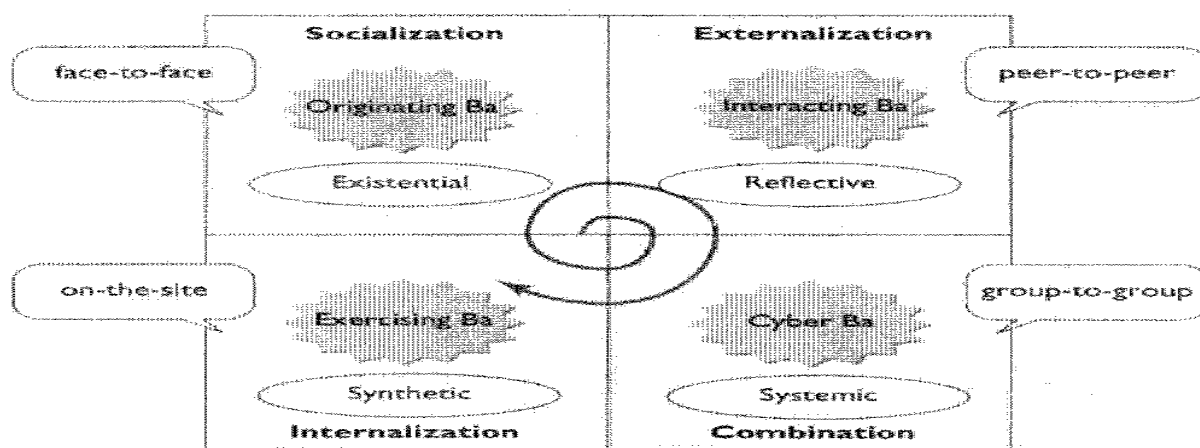 Socialization
Externalization
face-to-face
peer-to-peer
Originating Ba
Interacting Ba
Existential
Reflective
on-the-site
group-to-group
Exercising Ba
Cyber Ba
Synthetic
Systemic
Internalization
Combination